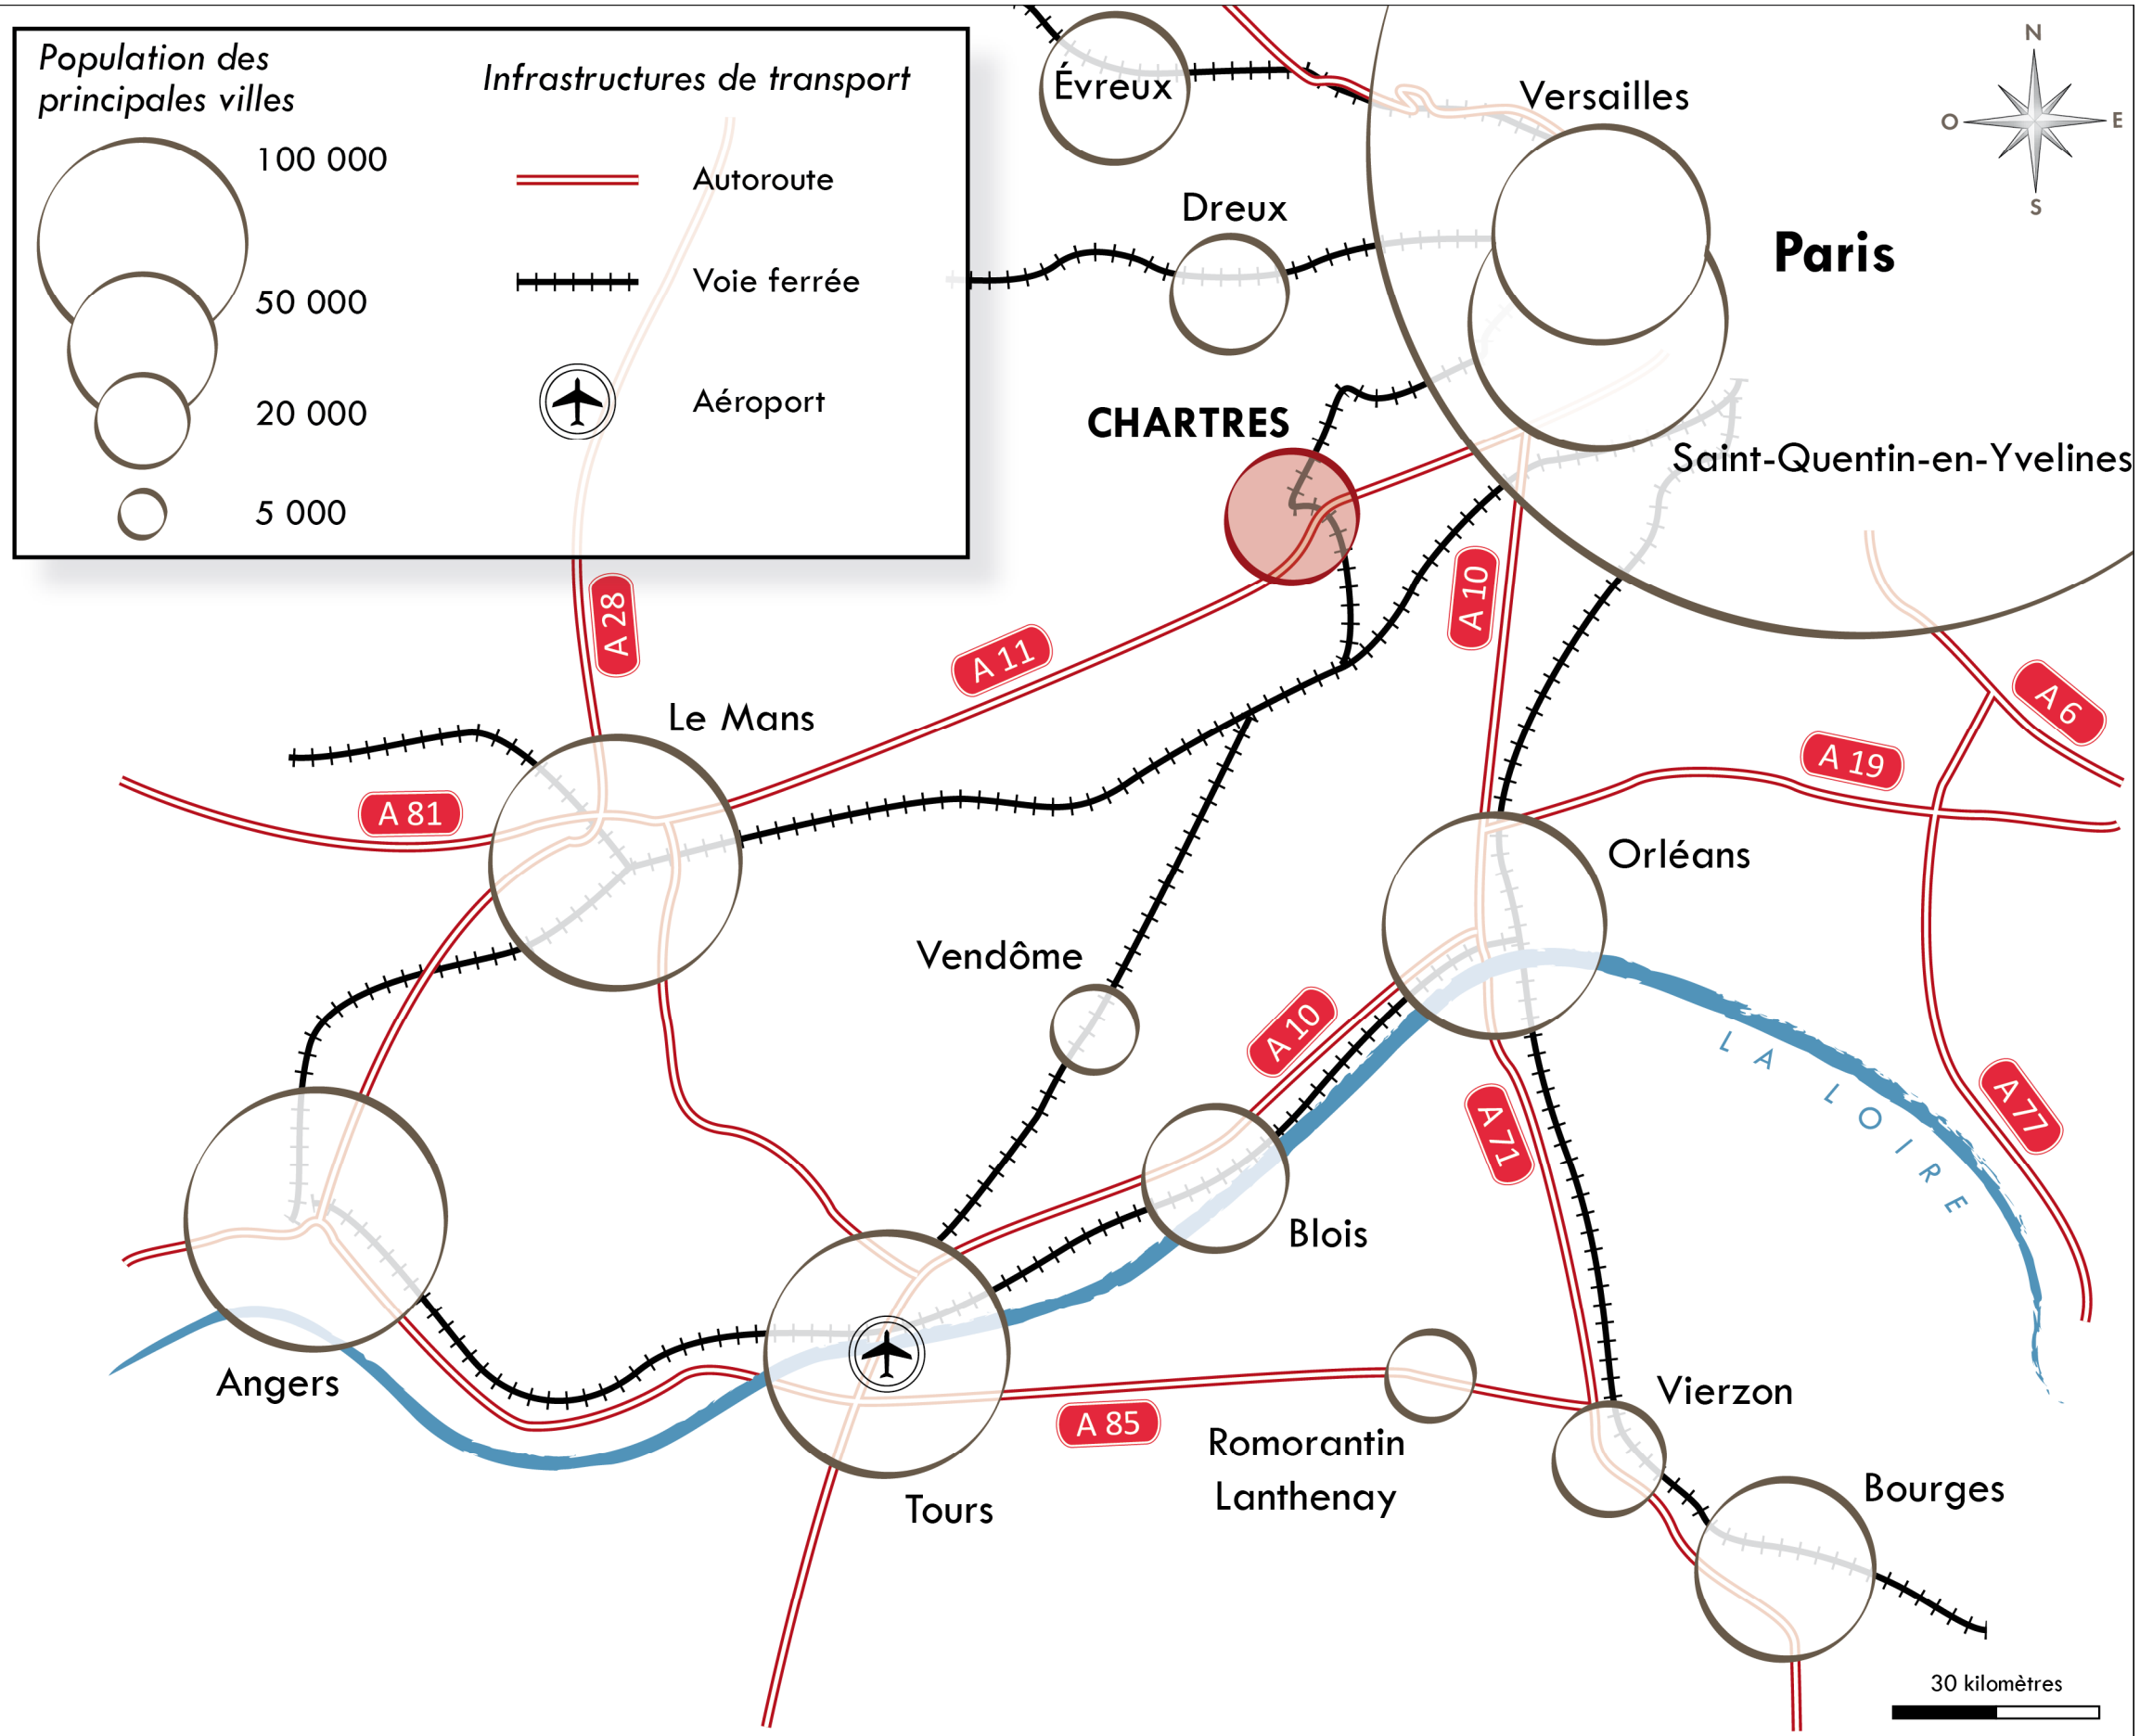 Population des
principales villes
100 000
50 000
20 000
5 000
Infrastructures de transport
Autoroute
Voie ferrée
Aéroport
N
O
E
S
Évreux
Versailles
Dreux
Paris
CHARTRES
Saint-Quentin-en-Yvelines
A 28
A 11
A 10
A 6
A 19
Le Mans
A 81
Orléans
Vendôme
A 10
LA LOIRE
A 71
A 77
Blois
Angers
Vierzon
A 85
Romorantin
Lanthenay
Bourges
Tours
30 kilomètres